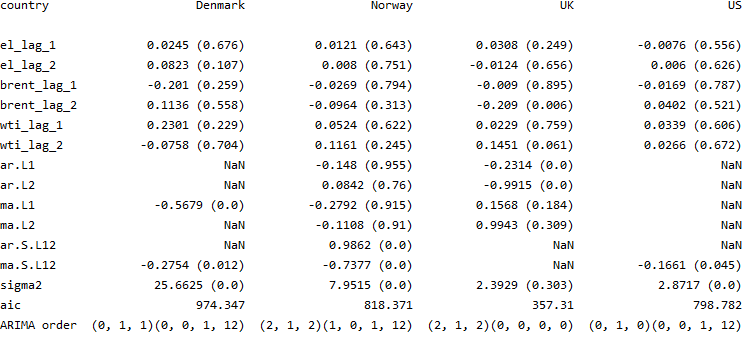 country Denmark Norway UK US
el_lag_1 0.0245 (0.676) 0.0121 (0.643) 0.0308 (0.249) -0.0076 (0.556)
el_lag_2 0.0823 (0.107) 0.008 (0.751) -0.0124 (0.656) 0.006 (0.626)
brent_lag_1 -0.201 (0.259) -0.0269 (0.794) -0.009 (0.895) -0.0169 (0.787)
brent_lag_2 0.1136 (0.558) -0.0964 (0.313) -0.209 (0.006) 0.0402 (0.521)
wti_lag_1 0.2301 (0.229) 0.0524 (0.622) 0.0229 (0.759) 0.0339 (0.606)
wti_lag_2 -0.0758 (0.704) 0.1161 (0.245) 0.1451 (0.061) 0.0266 (0.672)
ar.L1 NaN -0.148 (0.955) -0.2314 (0.0) NaN
ar.L2 NaN 0.0842 (0.76) -0.9915 (0.0) NaN
ma.L1 -0.5679 (0.0) -0.2792 (0.915) 0.1568 (0.184) NaN
ma.L2 NaN -0.1108 (0.91) 0.9943 (0.309) NaN
ar.S.L12 NaN 0.9862 (0.0) NaN NaN
ma.S.L12 -0.2754 (0.012) -0.7377 (0.0) NaN -0.1661 (0.045)
sigma2 25.6625 (0.0) 7.9515 (0.0) 2.3929 (0.303) 2.8717 (0.0)
aic 974.347 818.371 357.31 798.782
ARIMA order (0, 1, 1)(0, 0, 1, 12) (2, 1, 2)(1, 0, 1, 12) (2, 1, 2)(0, 0, 0, 0) (0, 1, 0)(0, 0, 1, 12)